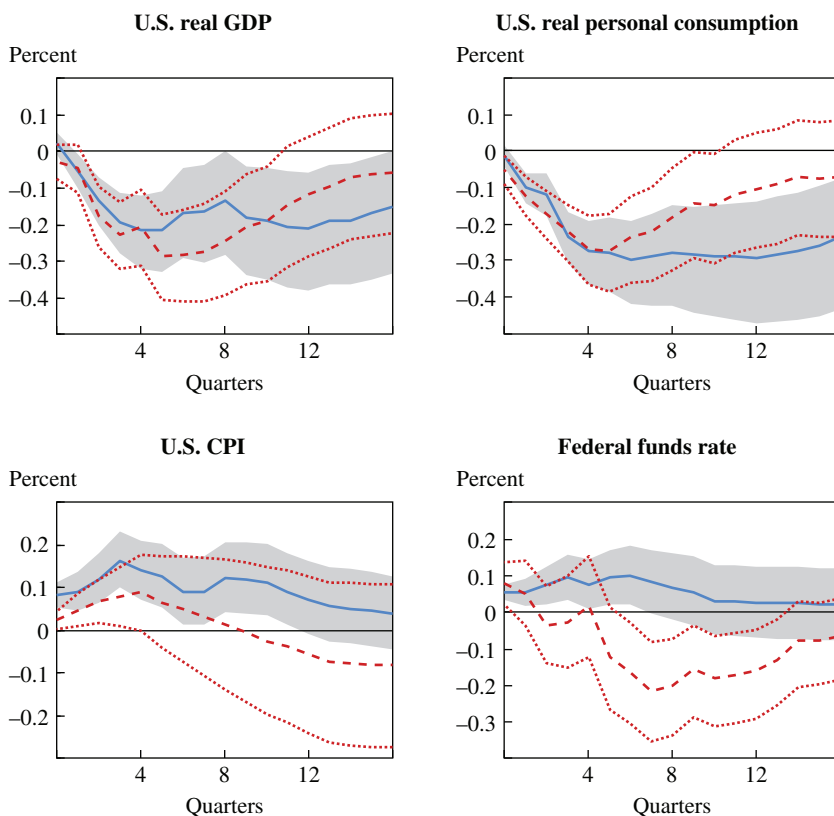 U.S. real GDP
Percent
0.1
0
–0.1
–0.2
–0.3
–0.4
4 8 12
Quarters
U.S. real personal consumption
Percent
0.1
0
–0.1
–0.2
–0.3
–0.4
4 8 12
Quarters
U.S. CPI
Percent
0.2
0.1
0
–0.1
–0.2
4 8 12
Quarters
Federal funds rate
Percent
0.2
0.1
0
–0.1
–0.2
–0.3
4 8 12
Quarters